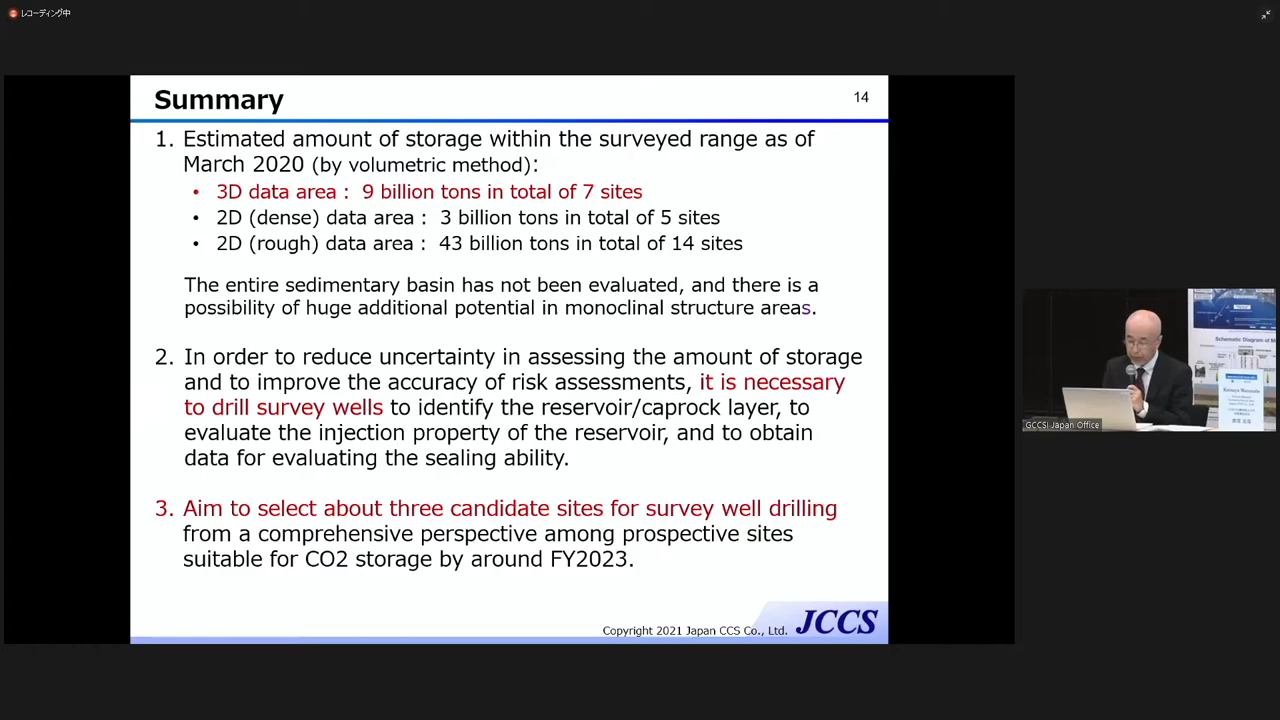 レコーディング中
Summary
14
1. Estimated amount of storage within the surveyed range as of
March 2020 (by volumetric method):
• 3D data area : 9 billion tons in total of 7 sites
• 2D (dense) data area : 3 billion tons in total of 5 sites
• 2D (rough) data area : 43 billion tons in total of 14 sites
The entire sedimentary basin has not been evaluated, and there is a
possibility of huge additional potential in monoclinal structure areas.
2. In order to reduce uncertainty in assessing the amount of storage
and to improve the accuracy of risk assessments, it is necessary
to drill survey wells to identify the reservoir/caprock layer, to
evaluate the injection property of the reservoir, and to obtain
data for evaluating the sealing ability.
3. Aim to select about three candidate sites for survey well drilling
from a comprehensive perspective among prospective sites
suitable for CO2 storage by around FY2023.
Copyright 2021 Japan CCS Co., Ltd.
JCCS
Schematic Diagram of M
GCCSI Japan Office